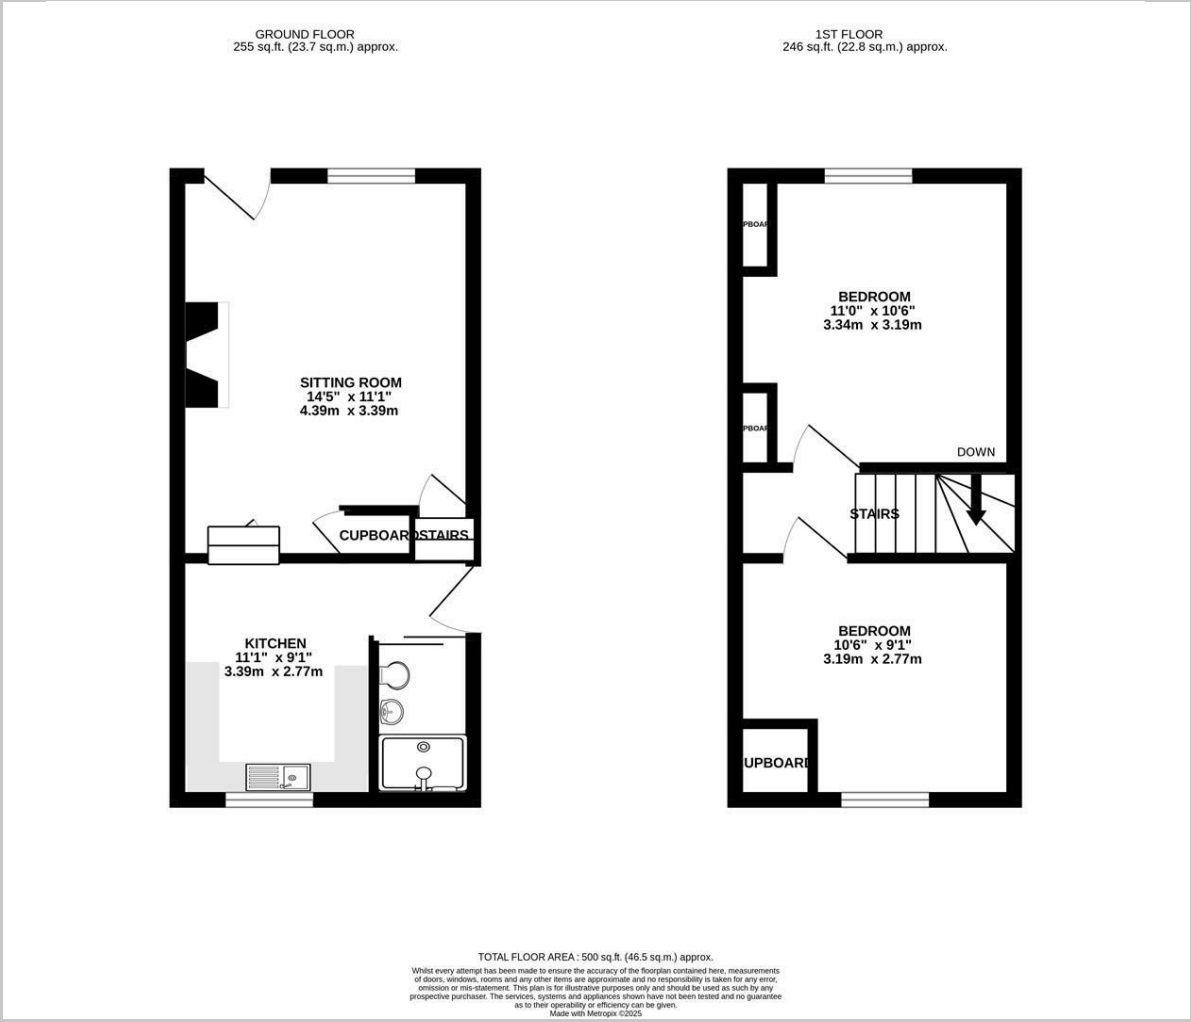 GROUND FLOOR
255 sq.ft. (23.7 sq.m.) approx.
1ST FLOOR
246 sq.ft. (22.8 sq.m.) approx.
SITTING ROOM
14'5" x 11'1"
4.39m x 3.39m
CUPBOARD
STAIRS
KITCHEN
11'1" x 9'1"
3.39m x 2.77m
PBOAR
BEDROOM
11'0" x 10'6"
3.34m x 3.19m
PBOAR
DOWN
STAIRS
BEDROOM
10'6" x 9'1"
3.19m x 2.77m
UPBOARD
TOTAL FLOOR AREA : 500 sq.ft. (46.5 sq.m.) approx.
Whilst every attempt has been made to ensure the accuracy of the floorplan contained here, measurements
of doors, windows, rooms and any other items are approximate and no responsibility is taken for any error,
omission or mis-statement. This plan is for illustrative purposes only and should be used as such by any
prospective purchaser. The services, systems and appliances shown have not been tested and no guarantee
as to their operability or efficiency can be given.
Made with Metropix ©2025